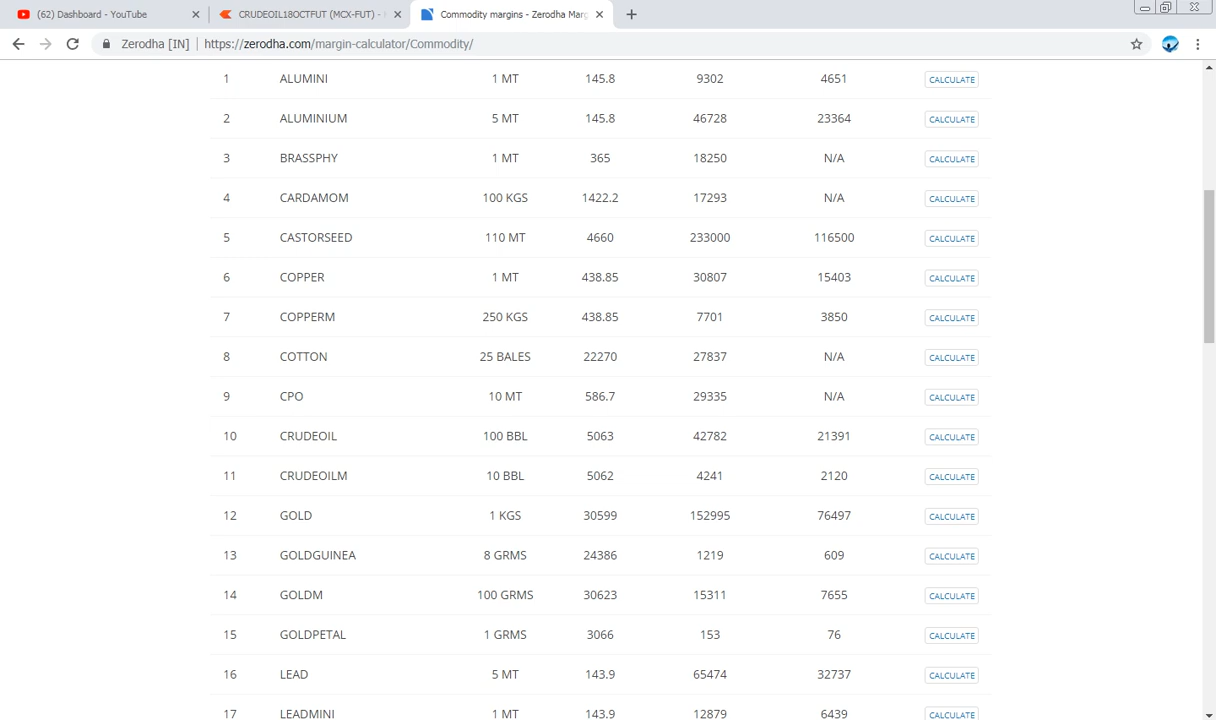 (62) Dashboard - YouTube
CRUDEOIL18OCTFUT (MCX-FUT) -
Commodity margins - Zerodha Marg
Zerodha [IN] | https://zerodha.com/margin-calculator/Commodity/
1 ALUMINI 1 MT 145.8 9302 4651 CALCULATE
2 ALUMINIUM 5 MT 145.8 46728 23364 CALCULATE
3 BRASSPHY 1 MT 365 18250 N/A CALCULATE
4 CARDAMOM 100 KGS 1422.2 17293 N/A CALCULATE
5 CASTORSEED 110 MT 4660 233000 116500 CALCULATE
6 COPPER 1 MT 438.85 30807 15403 CALCULATE
7 COPPERM 250 KGS 438.85 7701 3850 CALCULATE
8 COTTON 25 BALES 22270 27837 N/A CALCULATE
9 CPO 10 MT 586.7 29335 N/A CALCULATE
10 CRUDEOIL 100 BBL 5063 42782 21391 CALCULATE
11 CRUDEOILM 10 BBL 5062 4241 2120 CALCULATE
12 GOLD 1 KGS 30599 152995 76497 CALCULATE
13 GOLDGUINEA 8 GRMS 24386 1219 609 CALCULATE
14 GOLDM 100 GRMS 30623 15311 7655 CALCULATE
15 GOLDPETAL 1 GRMS 3066 153 76 CALCULATE
16 LEAD 5 MT 143.9 65474 32737 CALCULATE
17 LEADMINI 1 MT 143.9 12879 6439 CALCULATE